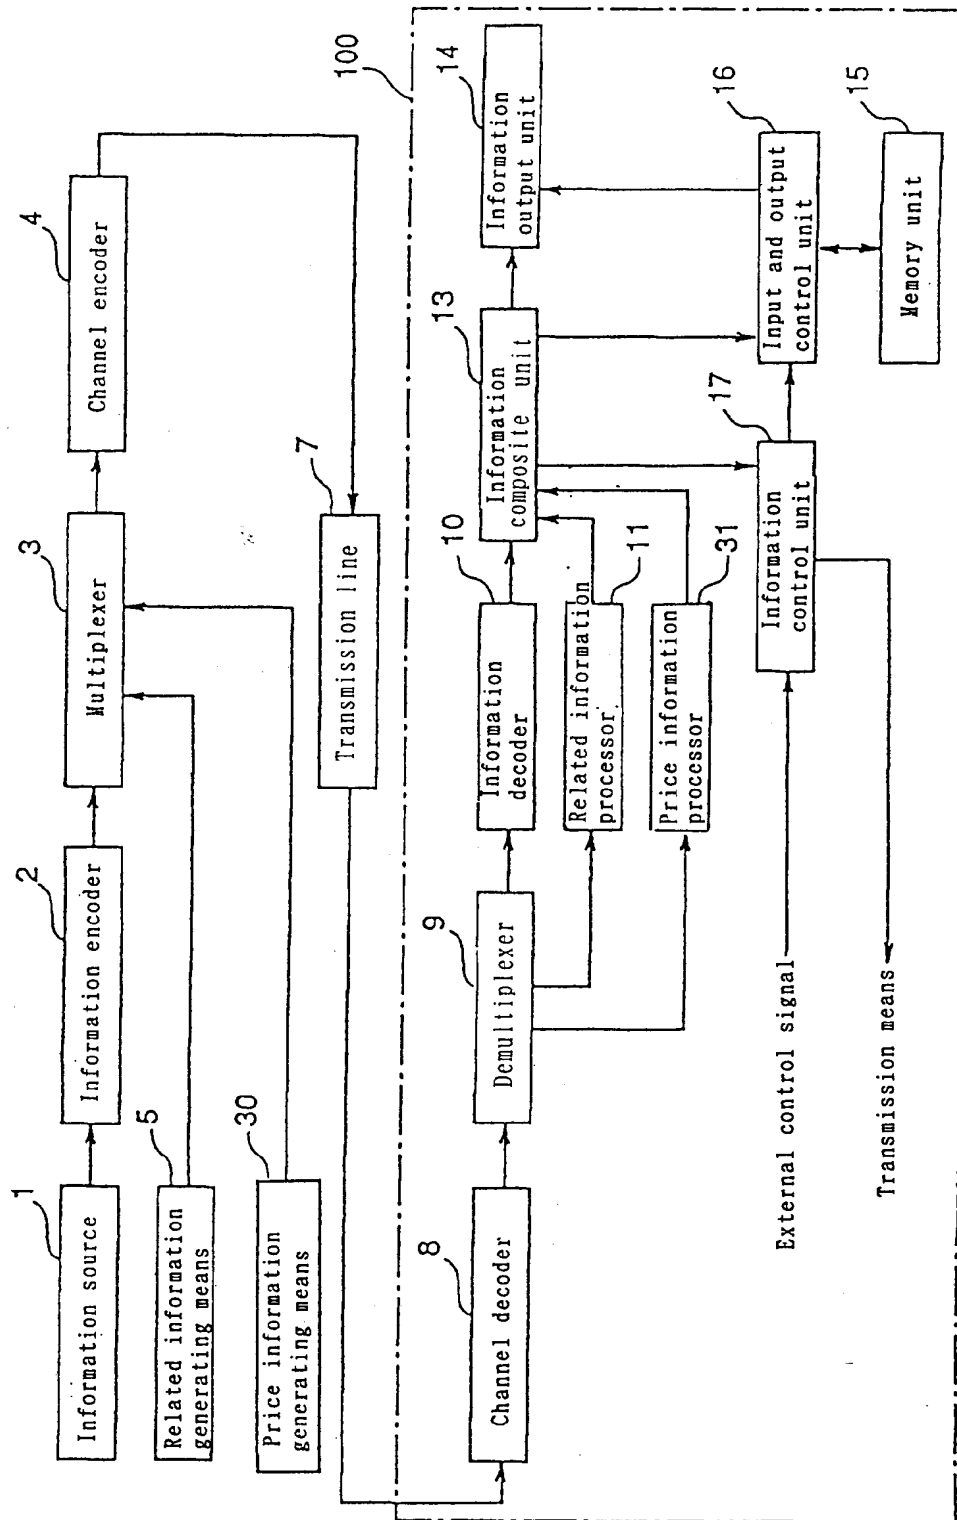 1
Information source
2
Information encoder
3
Multiplexer
4
Channel encoder
5
Related information
generating means
30
Price information
generating means
7
Transmission line
100
8
Channel decoder
9
Demultiplexer
10
Information
decoder
11
Related information
processor
31
Price information
processor
13
Information
composite unit
14
Information
output unit
17
Information
control unit
16
Input and output
control unit
15
Memory unit
External control signal
Transmission means